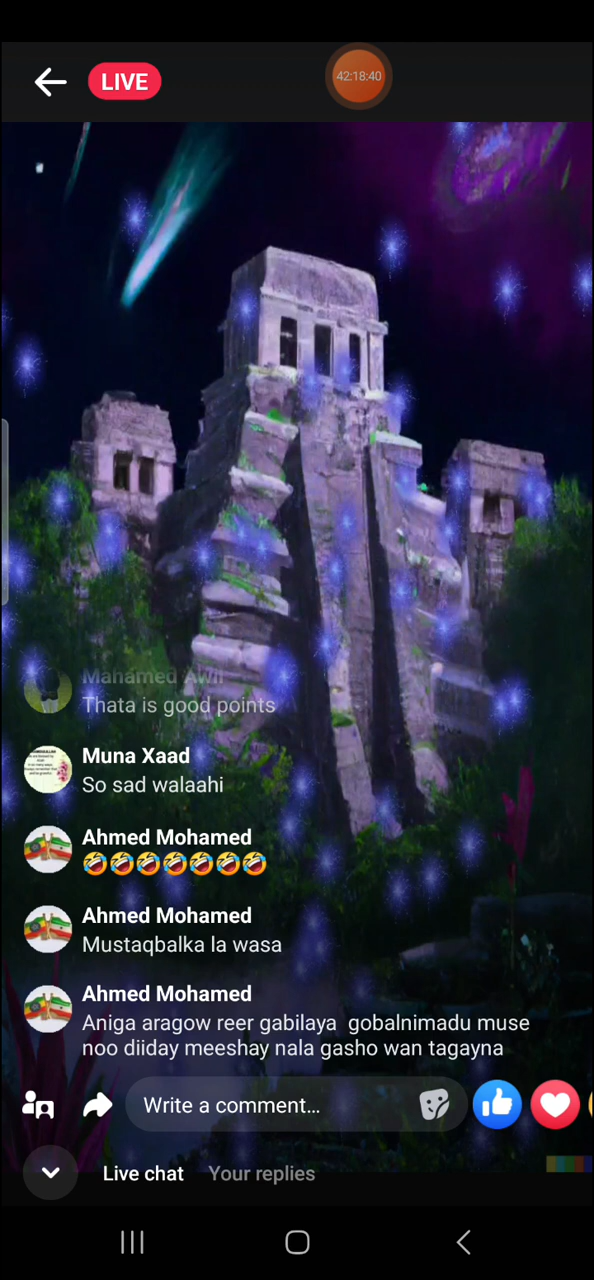 LIVE
42:18:40
Mahamed Awil
Thata is good points
Muna Xaad
So sad walaahi
Ahmed Mohamed
🤣🤣🤣🤣🤣🤣🤣
Ahmed Mohamed
Mustaqbalka la wasa
Ahmed Mohamed
Aniga aragow reer gabilaya gobalnimadu muse
noo diiday meeshay nala gasho wan tagayna
Write a comment...
Live chat Your replies